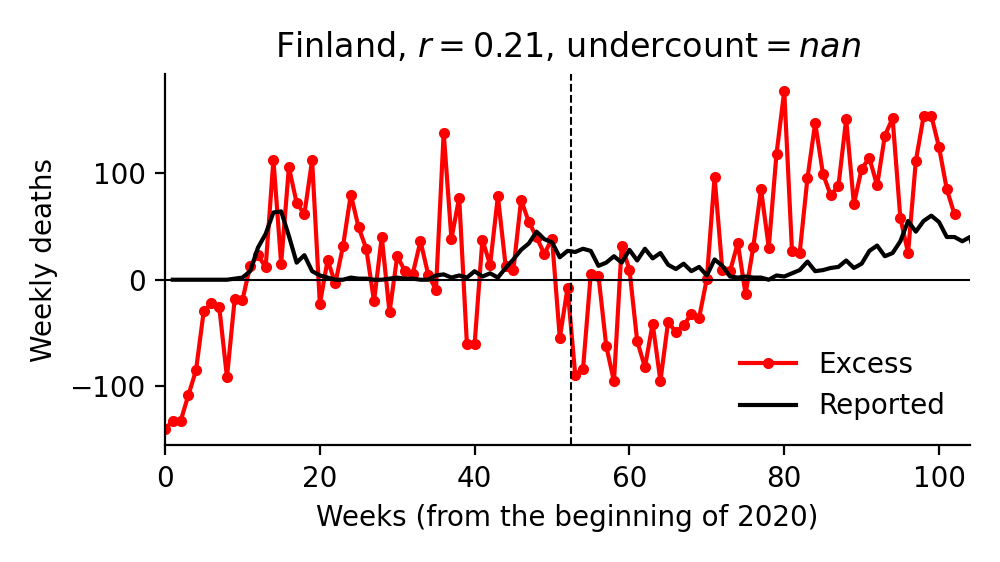 Finland, r = 0.21, undercount = nan
Weekly deaths
100
0
−100
Excess
Reported
0 20 40 60 80 100
Weeks (from the beginning of 2020)